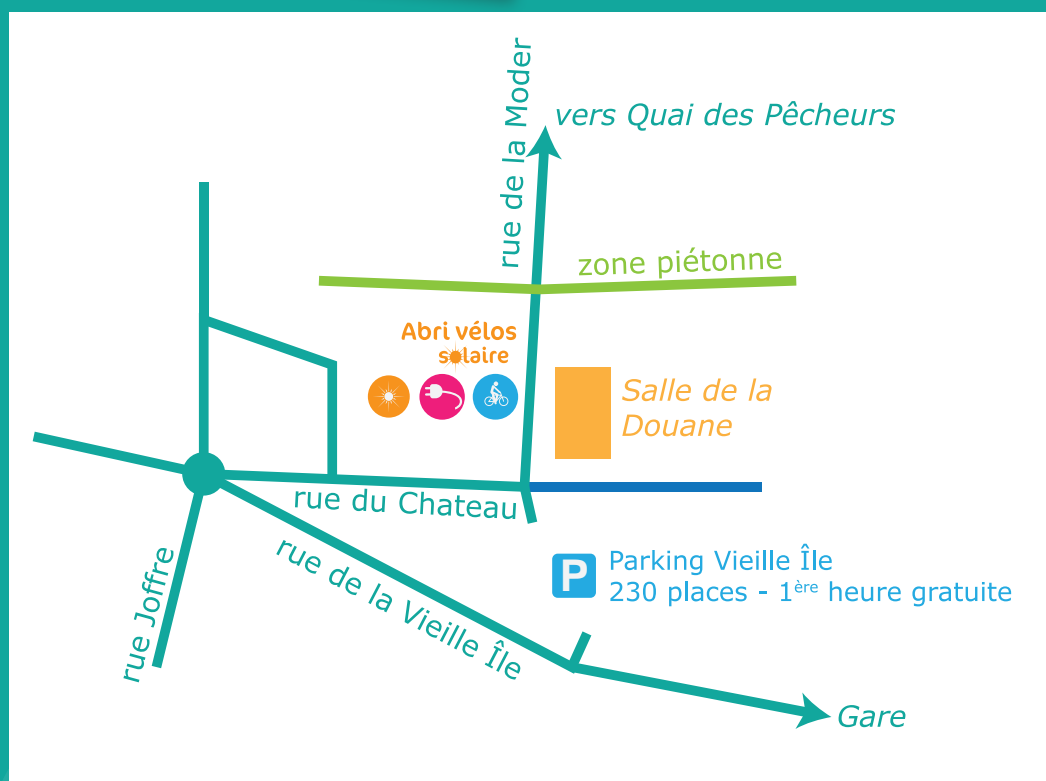 rue de la Moder
vers Quai des Pêcheurs
zone piétonne
Abri vélos
solaire
Salle de la
Douane
rue du Chateau
P
Parking Vieille Île
230 places - 1ère heure gratuite
rue de la Vieille Île
rue Joffre
Gare